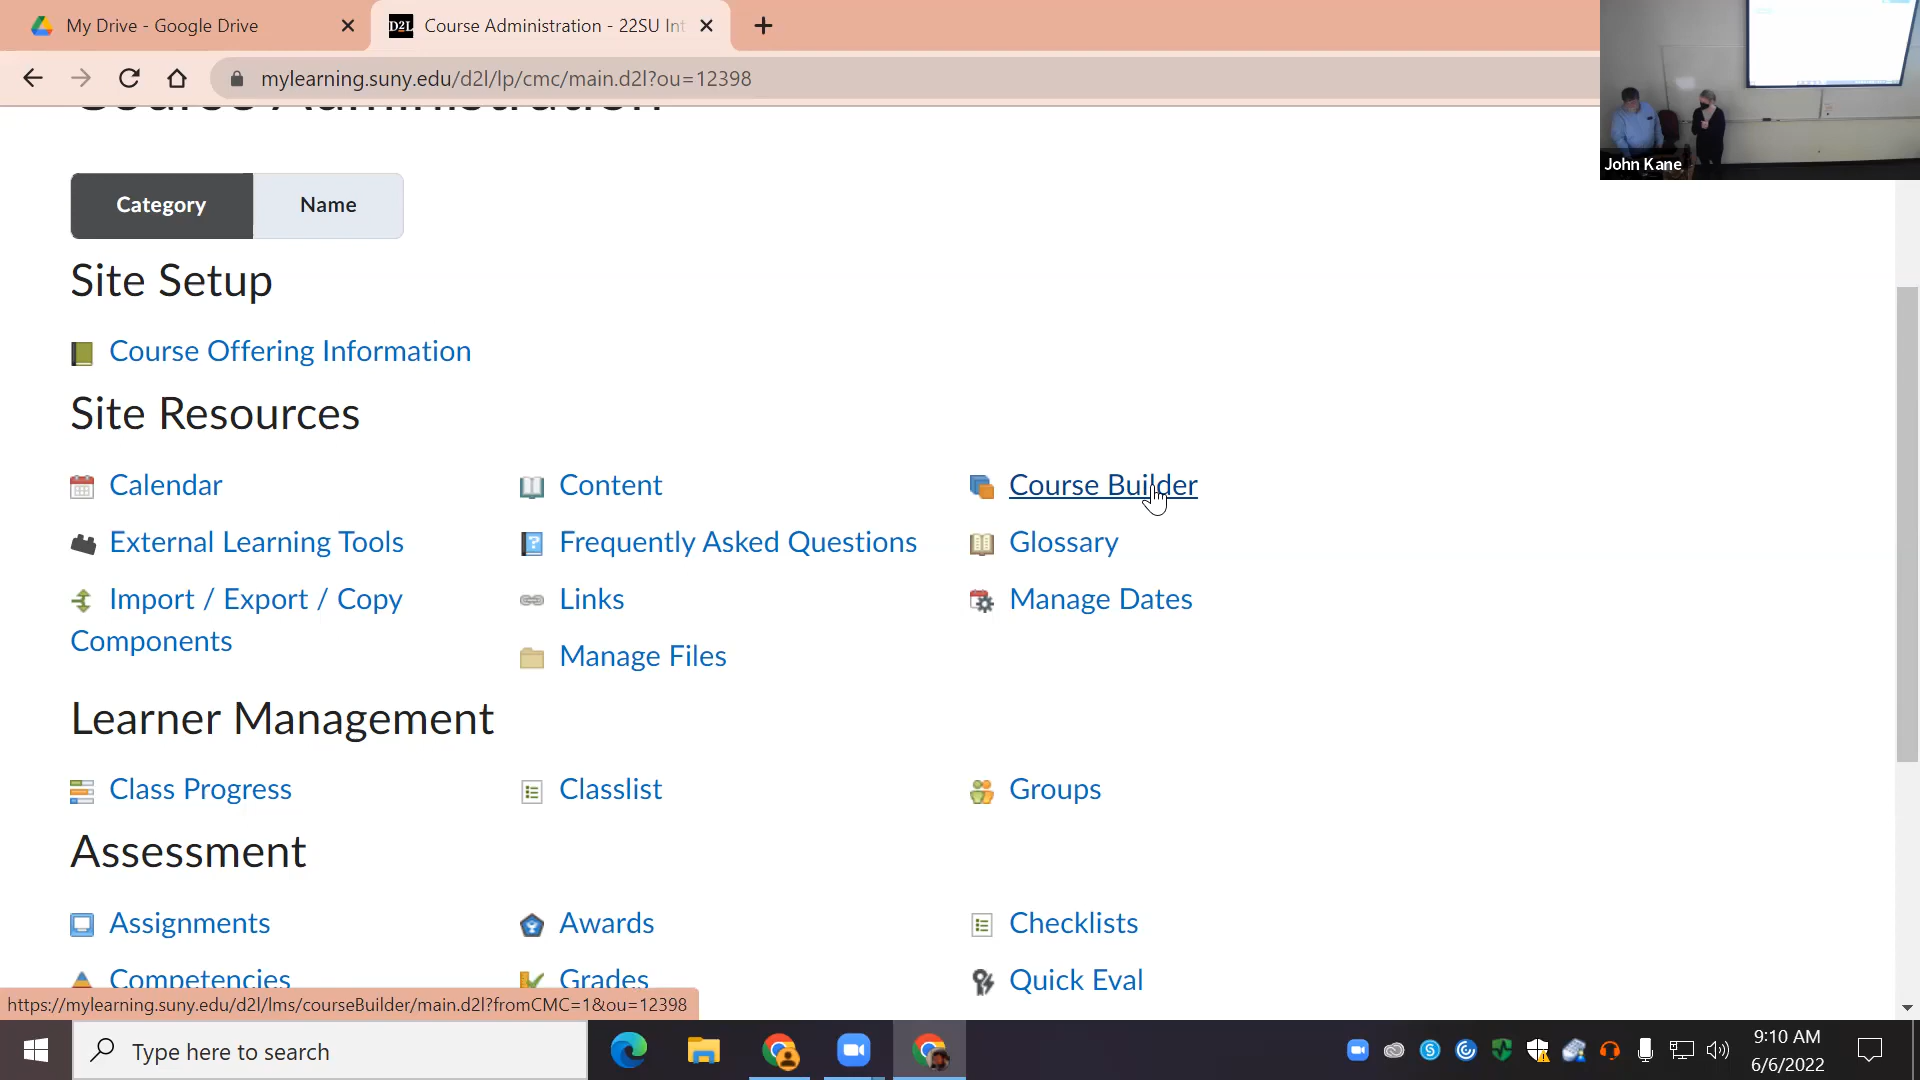 My Drive - Google Drive
D2L Course Administration - 22SU Int
mylearning.suny.edu/d2l/lp/cmc/main.d2l?ou=12398
Course Administration
John Kane
Category Name
Site Setup
Course Offering Information
Site Resources
Calendar Content Course Builder
External Learning Tools Frequently Asked Questions Glossary
Import / Export / Copy Links Manage Dates
Components
Manage Files
Learner Management
Class Progress Classlist Groups
Assessment
Assignments Awards Checklists
Competencies Grades Quick Eval
https://mylearning.suny.edu/d2l/lms/courseBuilder/main.d2l?fromCMC=1&ou=12398
Type here to search
9:10 AM
6/6/2022